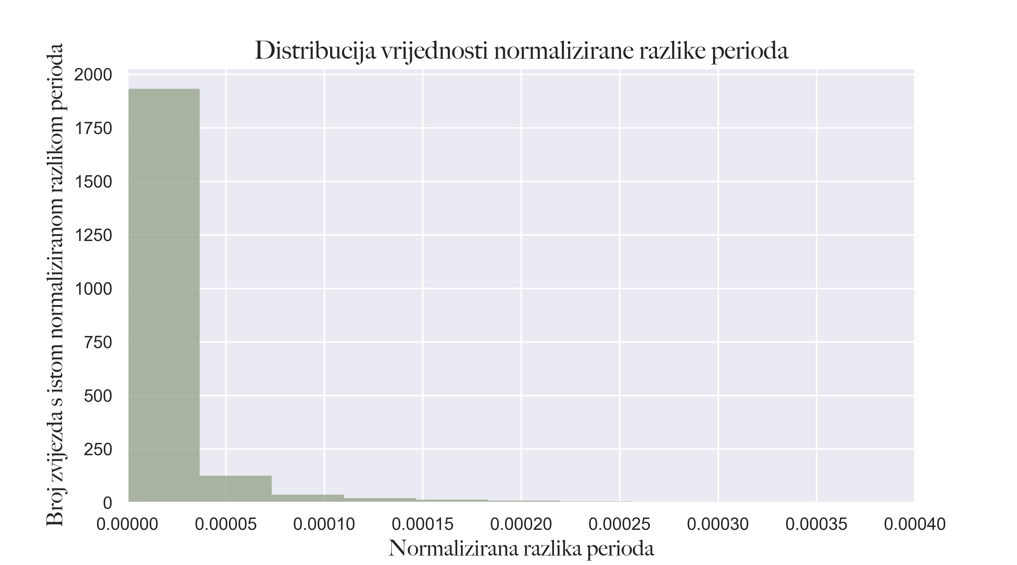 Distribucija vrijednosti normalizirane razlike perioda
Broj zvijezda s istom normaliziranom razlikom perioda
2000
1750
1500
1250
1000
750
500
250
0
0.00000 0.00005 0.00010 0.00015 0.00020 0.00025 0.00030 0.00035 0.00040
Normalizirana razlika perioda